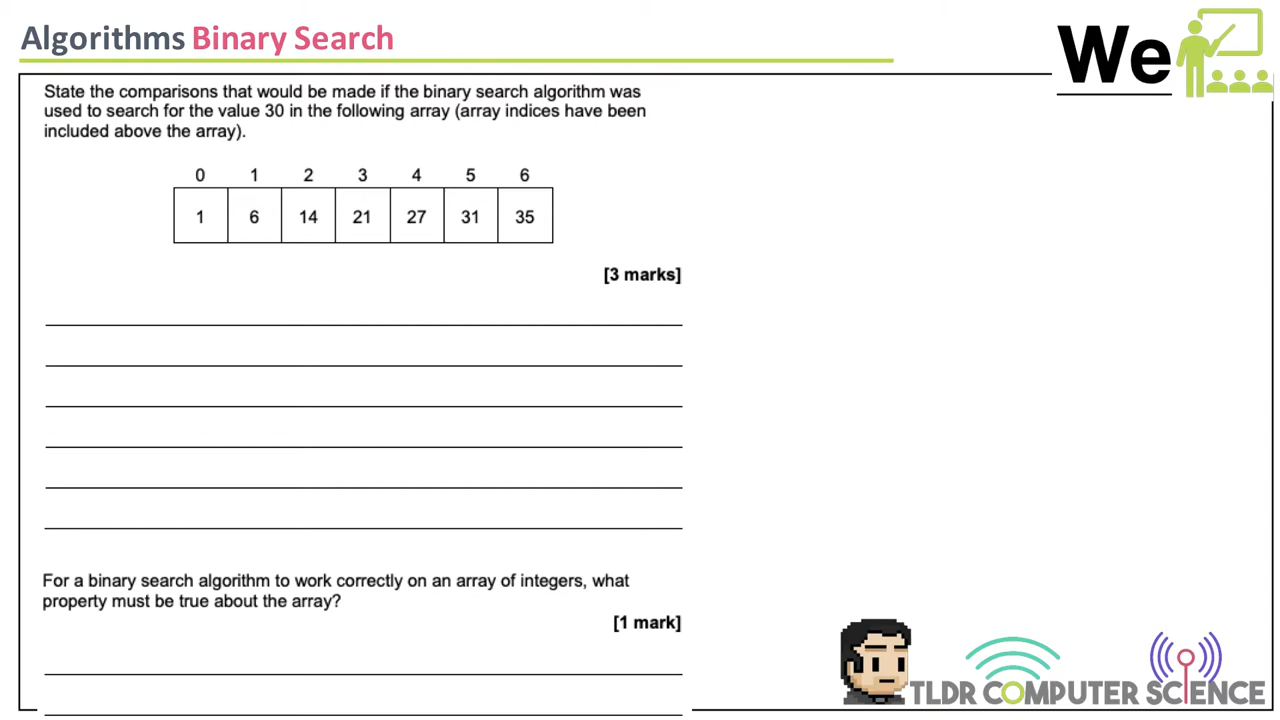 Algorithms Binary Search
We
State the comparisons that would be made if the binary search algorithm was
used to search for the value 30 in the following array (array indices have been
included above the array).
0 1 2 3 4 5 6
1 6 14 21 27 31 35
[3 marks]
For a binary search algorithm to work correctly on an array of integers, what
property must be true about the array?
[1 mark]
TLDR COMPUTER SCIENCE